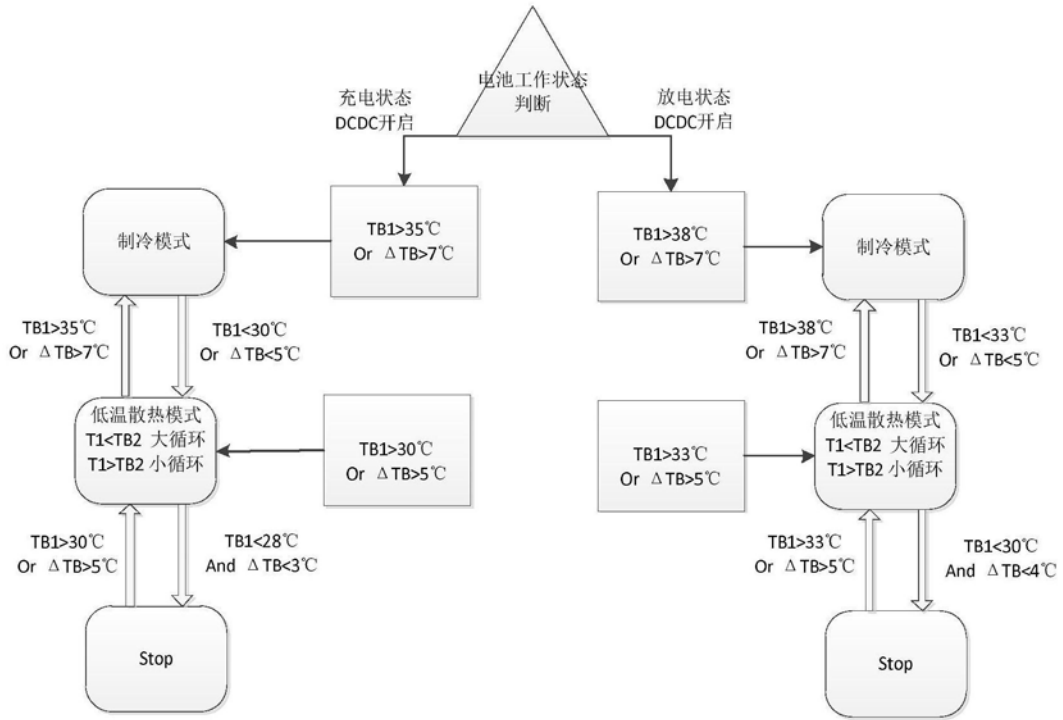 电池工作状态
判断
充电状态
DCDC开启
放电状态
DCDC开启
制冷模式
TB1>35℃
Or ΔTB>7℃
TB1>38℃
Or ΔTB>7℃
制冷模式
TB1>35℃
Or ΔTB>7℃
TB1<30℃
Or ΔTB<5℃
TB1>38℃
Or ΔTB>7℃
TB1<33℃
Or ΔTB<5℃
低温散热模式
T1<TB2 大循环
T1>TB2 小循环
TB1>30℃
Or ΔTB>5℃
TB1>33℃
Or ΔTB>5℃
低温散热模式
T1<TB2 大循环
T1>TB2 小循环
TB1>30℃
Or ΔTB>5℃
TB1<28℃
And ΔTB<3℃
TB1>33℃
Or ΔTB>5℃
TB1<30℃
And ΔTB<4℃
Stop
Stop